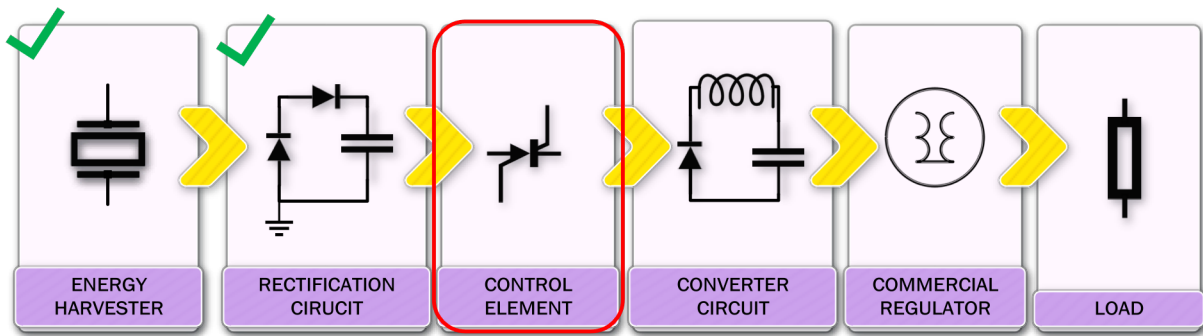 ENERGY
HARVESTER
RECTIFICATION
CIRUCIT
CONTROL
ELEMENT
CONVERTER
CIRCUIT
COMMERCIAL
REGULATOR
LOAD